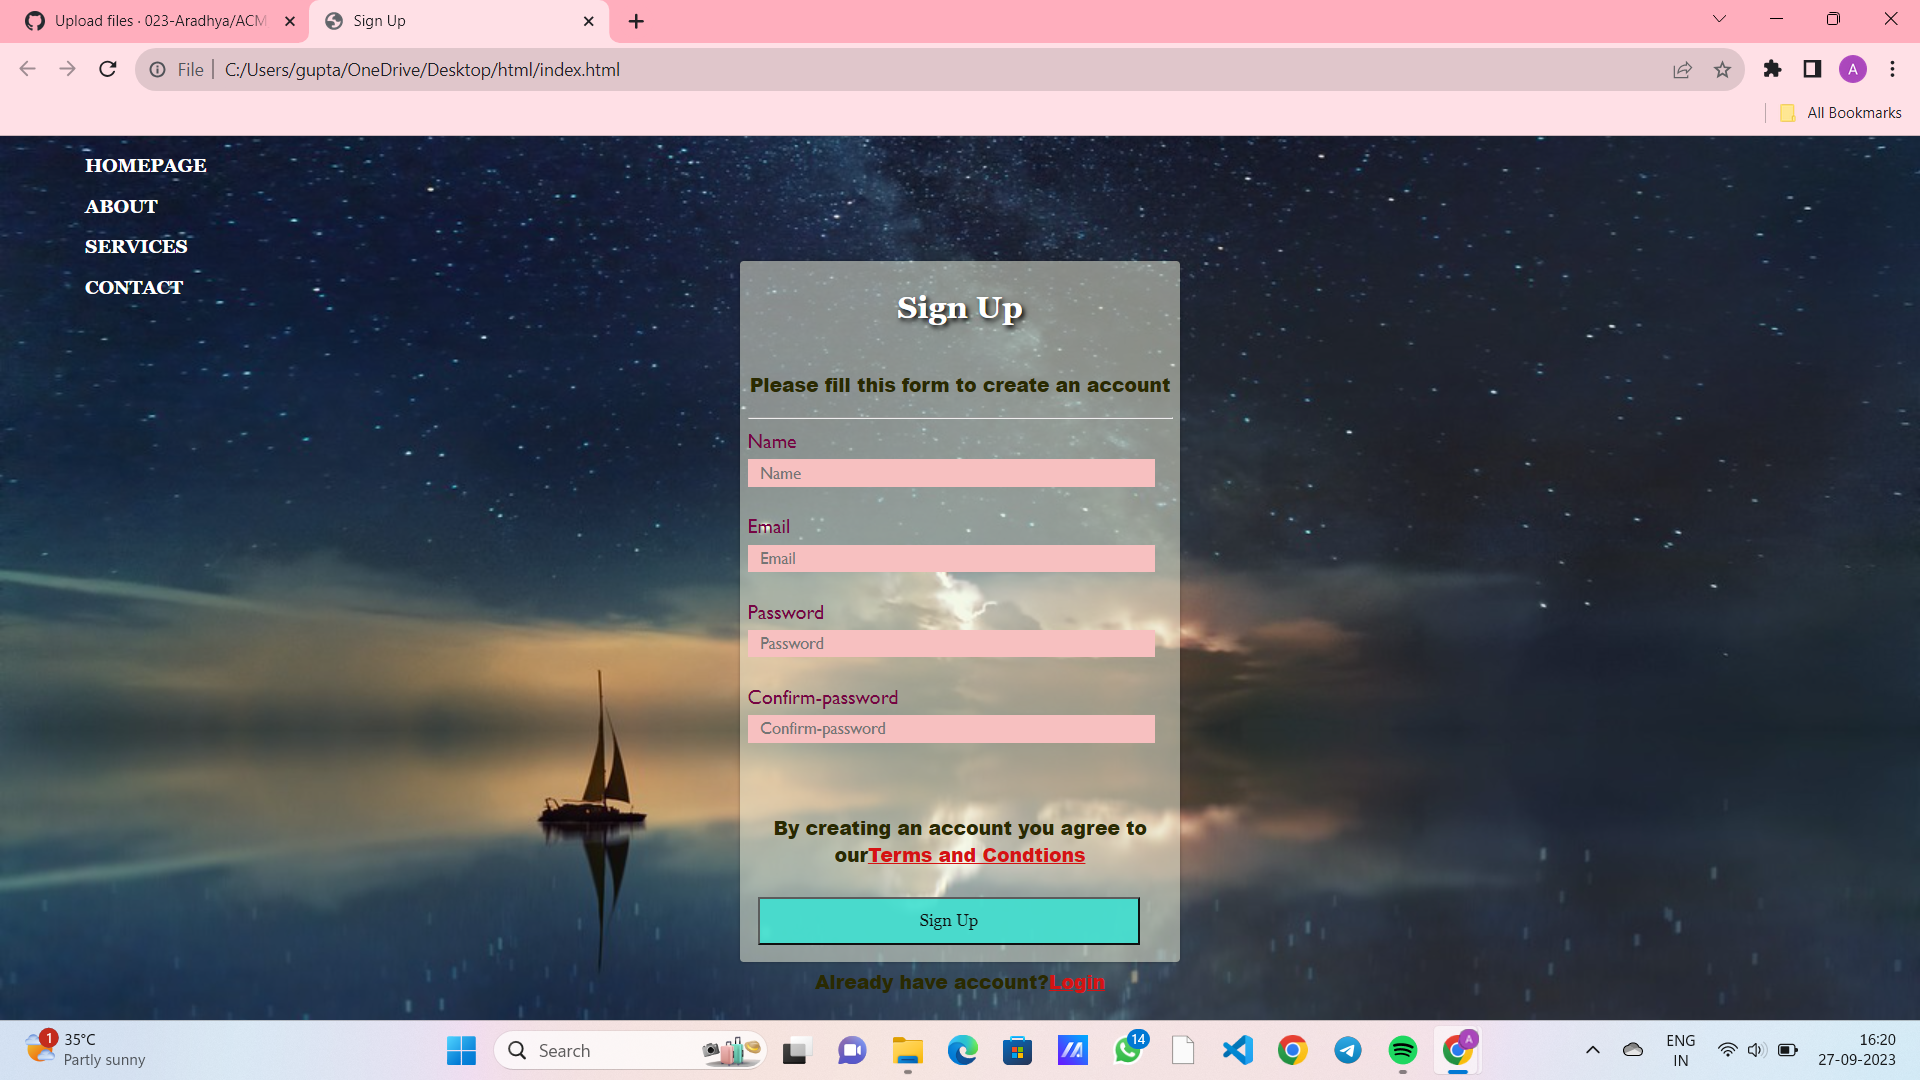 Upload files · 023-Aradhya/ACM
Sign Up
File
C:/Users/gupta/OneDrive/Desktop/html/index.html
A
All Bookmarks
HOMEPAGE
ABOUT
SERVICES
CONTACT
Sign Up
Please fill this form to create an account
Name
Name
Email
Email
Password
Password
Confirm-password
Confirm-password
By creating an account you agree to
ourTerms and Condtions
Sign Up
Already have account?Login
1
35°C
Partly sunny
Search
14
A
ENG
IN
16:20
27-09-2023